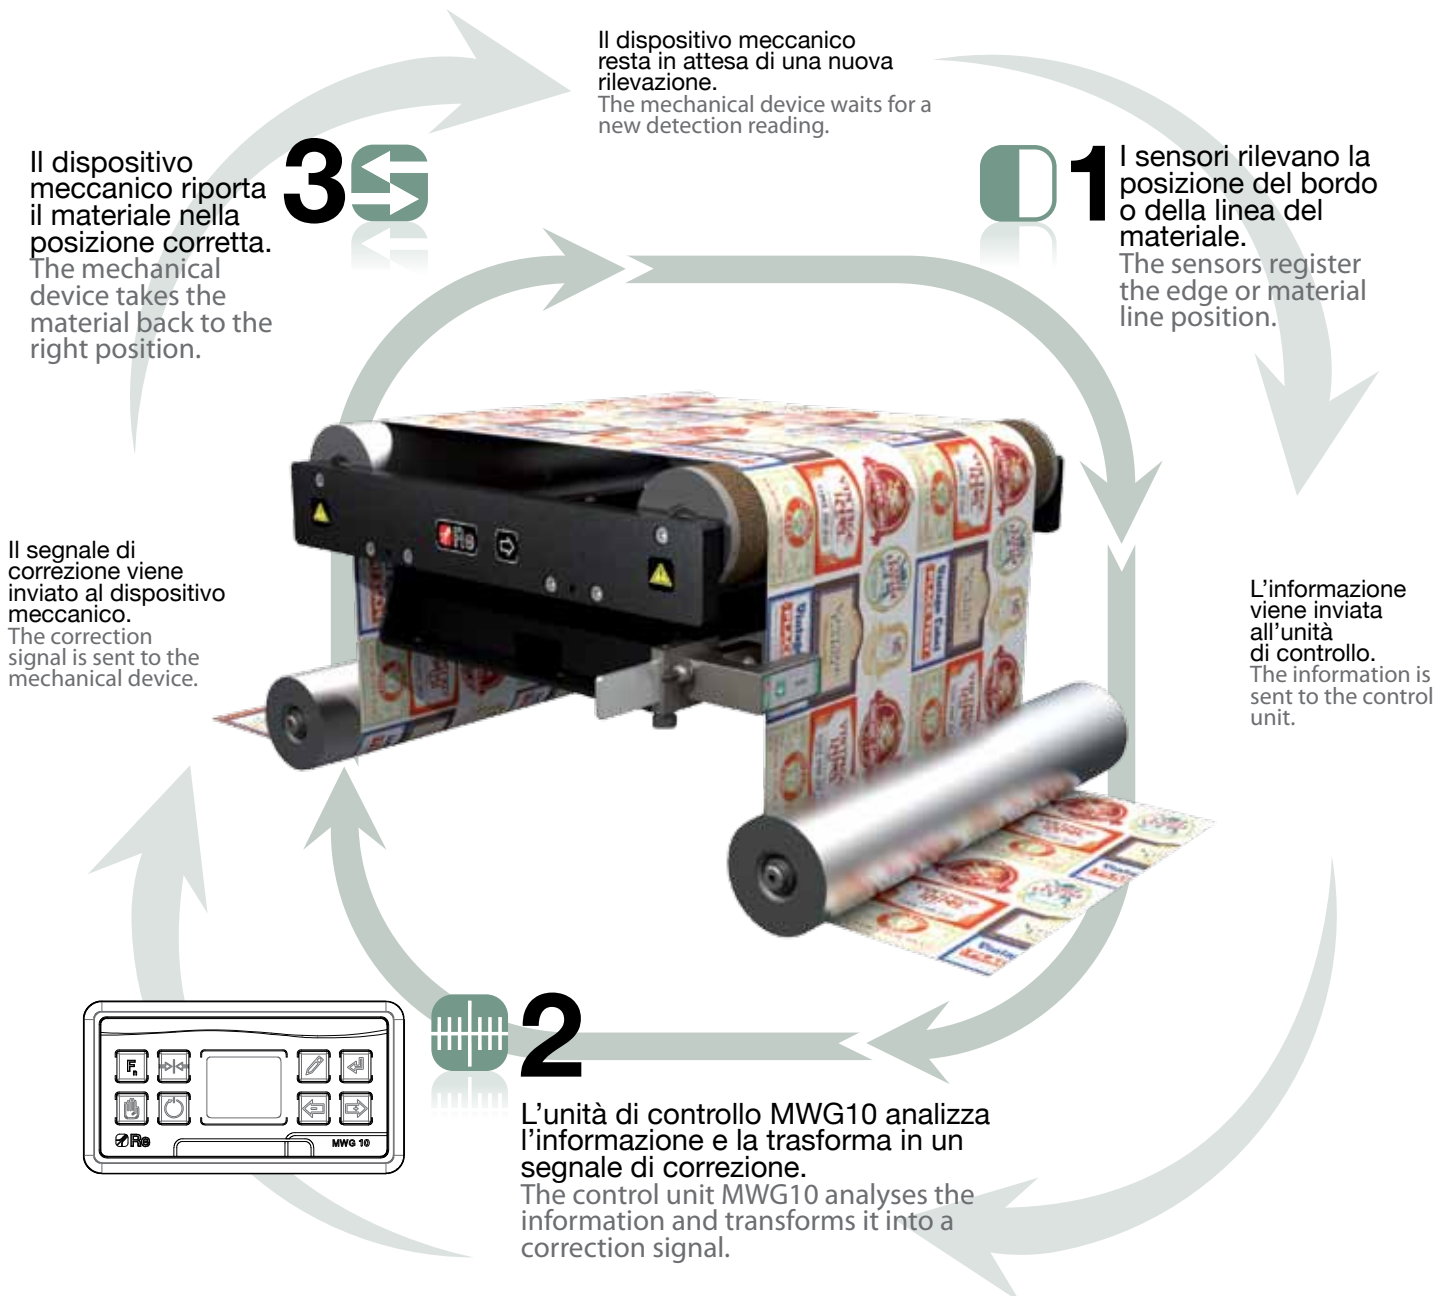 Il dispositivo meccanico
resta in attesa di una nuova
rilevazione.
The mechanical device waits for a
new detection reading.
3
Il dispositivo
meccanico riporta
il materiale nella
posizione corretta.
The mechanical
device takes the
material back to the
right position.
1
I sensori rilevano la
posizione del bordo
o della linea del
materiale.
The sensors register
the edge or material
line position.
Re
Il segnale di
correzione viene
inviato al dispositivo
meccanico.
The correction
signal is sent to the
mechanical device.
L'informazione
viene inviata
all'unità
di controllo.
The information is
sent to the control
unit.
Fn
Re
MWG 10
2
L'unità di controllo MWG10 analizza
l'informazione e la trasforma in un
segnale di correzione.
The control unit MWG10 analyses the
information and transforms it into a
correction signal.